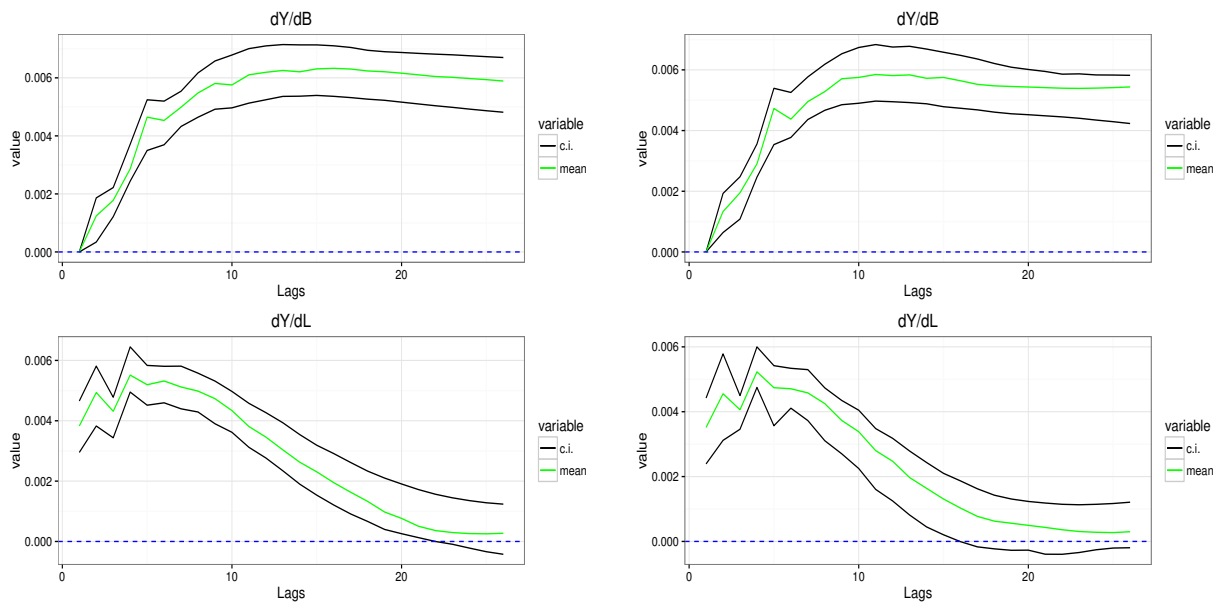 dY/dB
value
0.006
0.004
0.002
0.000
0
10
20
Lags
variable
c.i.
mean
dY/dB
value
0.006
0.004
0.002
0.000
0
10
20
Lags
variable
c.i.
mean
dY/dL
value
0.006
0.004
0.002
0.000
0
10
20
Lags
variable
c.i.
mean
dY/dL
value
0.006
0.004
0.002
0.000
0
10
20
Lags
variable
c.i.
mean